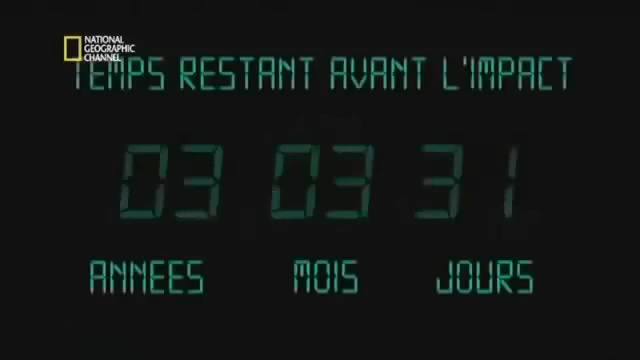 NATIONAL
GEOGRAPHIC
CHANNEL
TEMPS RESTANT AVANT L'IMPACT
03 03 31
ANNEES MOIS JOURS